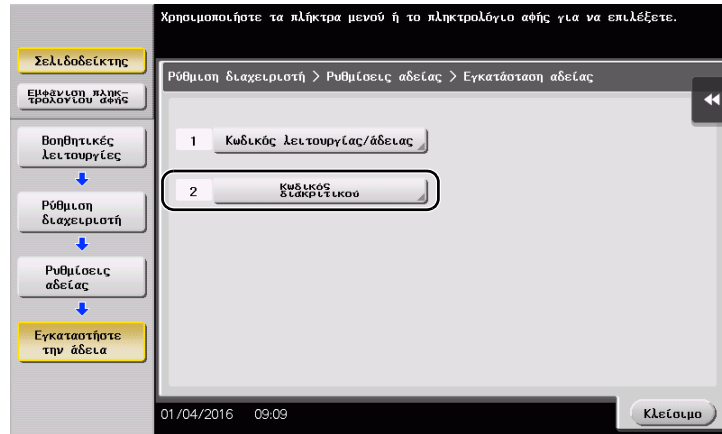 Χρησιμοποιήστε τα πλήκτρα μενού ή το πληκτρολόγιο αφής για να επιλέξετε.
Σελιδοδείκτης
Εμφάνιση πληκ-
τρολογίου αφής
Βοηθητικές
λειτουργίες
Ρύθμιση
διαχειριστή
Ρυθμίσεις
αδείας
Εγκαταστήστε
την άδεια
Ρύθμιση διαχειριστή > Ρυθμίσεις αδείας > Εγκατάσταση αδείας
1 Κωδικός λειτουργίας/άδειας
2 Κωδικός
διακριτικού
01/04/2016 09:09
Κλείσιμο